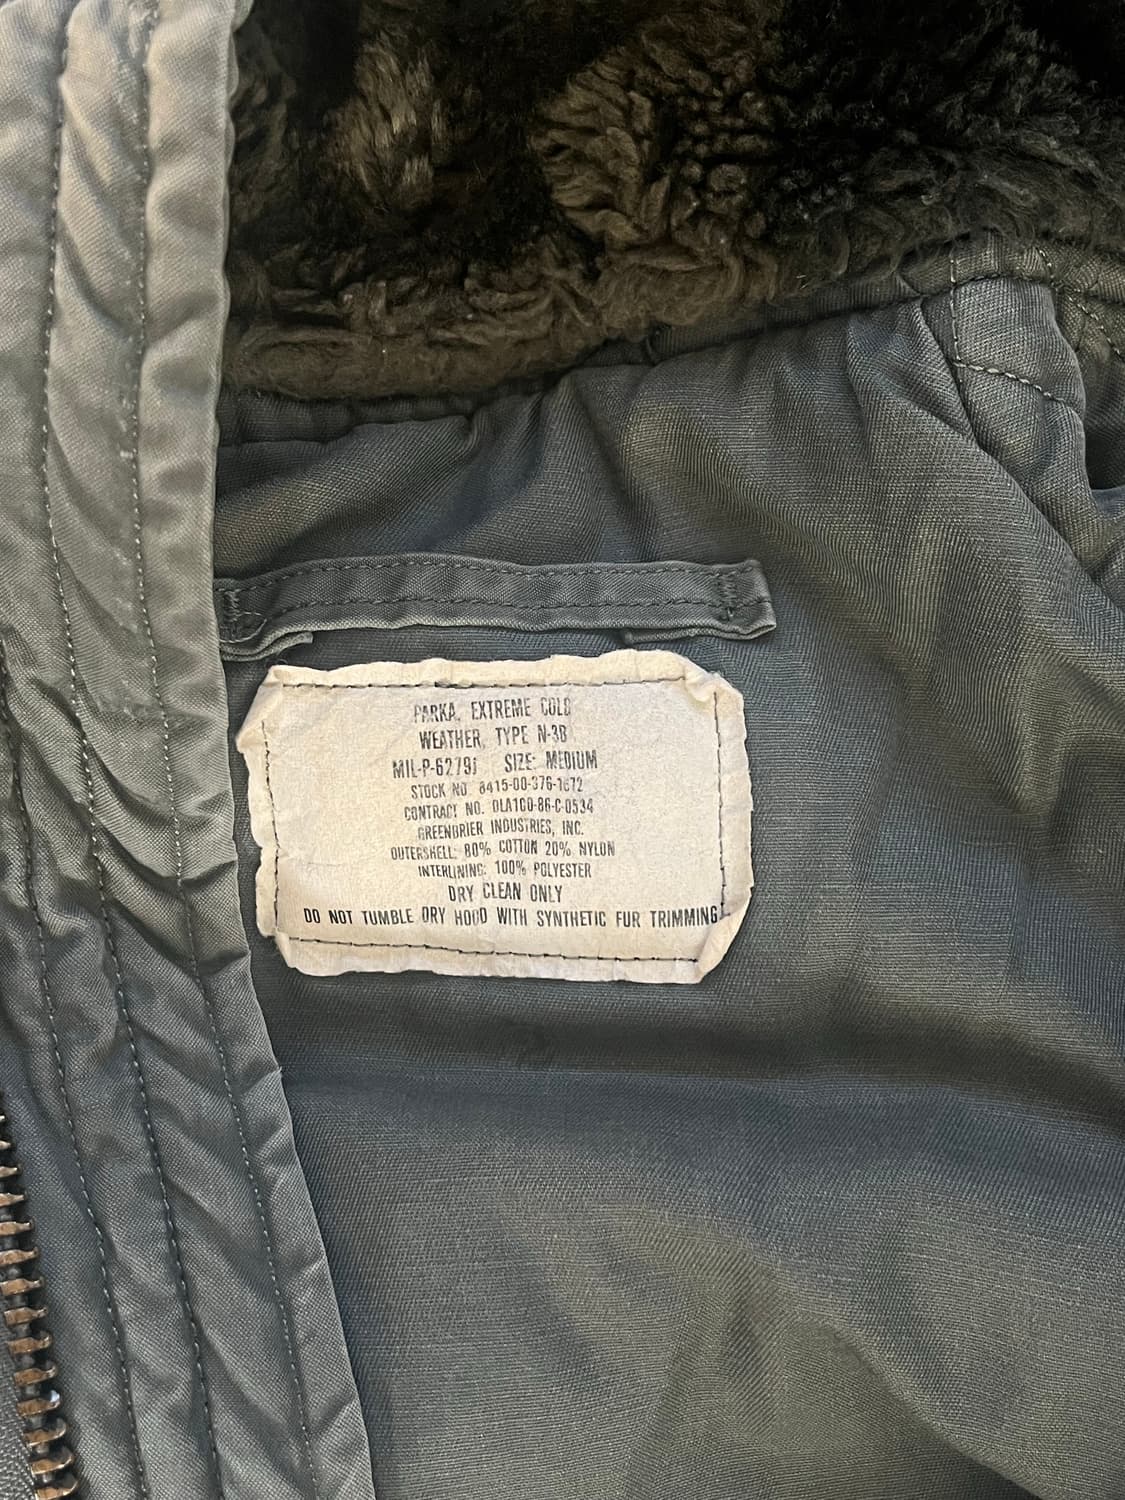 PARKA, EXTREME COLD
WEATHER, TYPE N-3B
MIL-P-6279J SIZE: MEDIUM
STOCK NO. 8415-00-376-1672
CONTRACT NO. DLA100-86-C-0534
GREENBRIER INDUSTRIES, INC.
OUTERSHELL: 80% COTTON 20% NYLON
INTERLINING: 100% POLYESTER
DRY CLEAN ONLY
DO NOT TUMBLE DRY HOOD WITH SYNTHETIC FUR TRIMMING